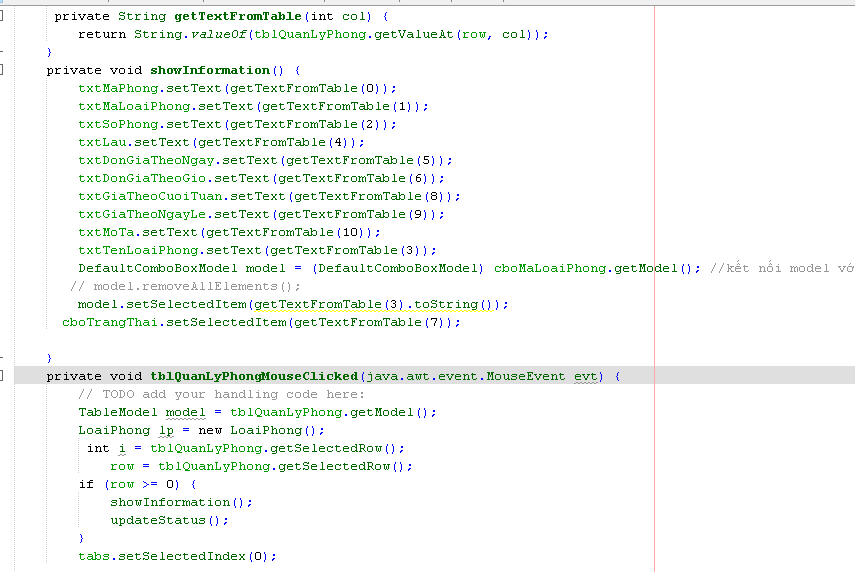 private String getTextFromTable(int col) {
return String.valueOf(tblQuanLyPhong.getValueAt(row, col));
}
private void showInformation() {
txtMaPhong.setText(getTextFromTable(0));
txtMaLoaiPhong.setText(getTextFromTable(1));
txtSoPhong.setText(getTextFromTable(2));
txtLau.setText(getTextFromTable(4));
txtDonGiaTheoNgay.setText(getTextFromTable(5));
txtDonGiaTheoGio.setText(getTextFromTable(6));
txtGiaTheoCuoiTuan.setText(getTextFromTable(8));
txtGiaTheoNgayLe.setText(getTextFromTable(9));
txtMoTa.setText(getTextFromTable(10));
txtTenLoaiPhong.setText(getTextFromTable(3));
DefaultComboBoxModel model = (DefaultComboBoxModel) cboMaLoaiPhong.getModel(); //kết nối model vớ
// model.removeAllElements();
model.setSelectedItem(getTextFromTable(3).toString());
cboTrangThai.setSelectedItem(getTextFromTable(7));
}
private void tblQuanLyPhongMouseClicked(java.awt.event.MouseEvent evt) {
// TODO add your handling code here:
TableModel model = tblQuanLyPhong.getModel();
LoaiPhong lp = new LoaiPhong();
int i = tblQuanLyPhong.getSelectedRow();
row = tblQuanLyPhong.getSelectedRow();
if (row >= 0) {
showInformation();
updateStatus();
}
tabs.setSelectedIndex(0);